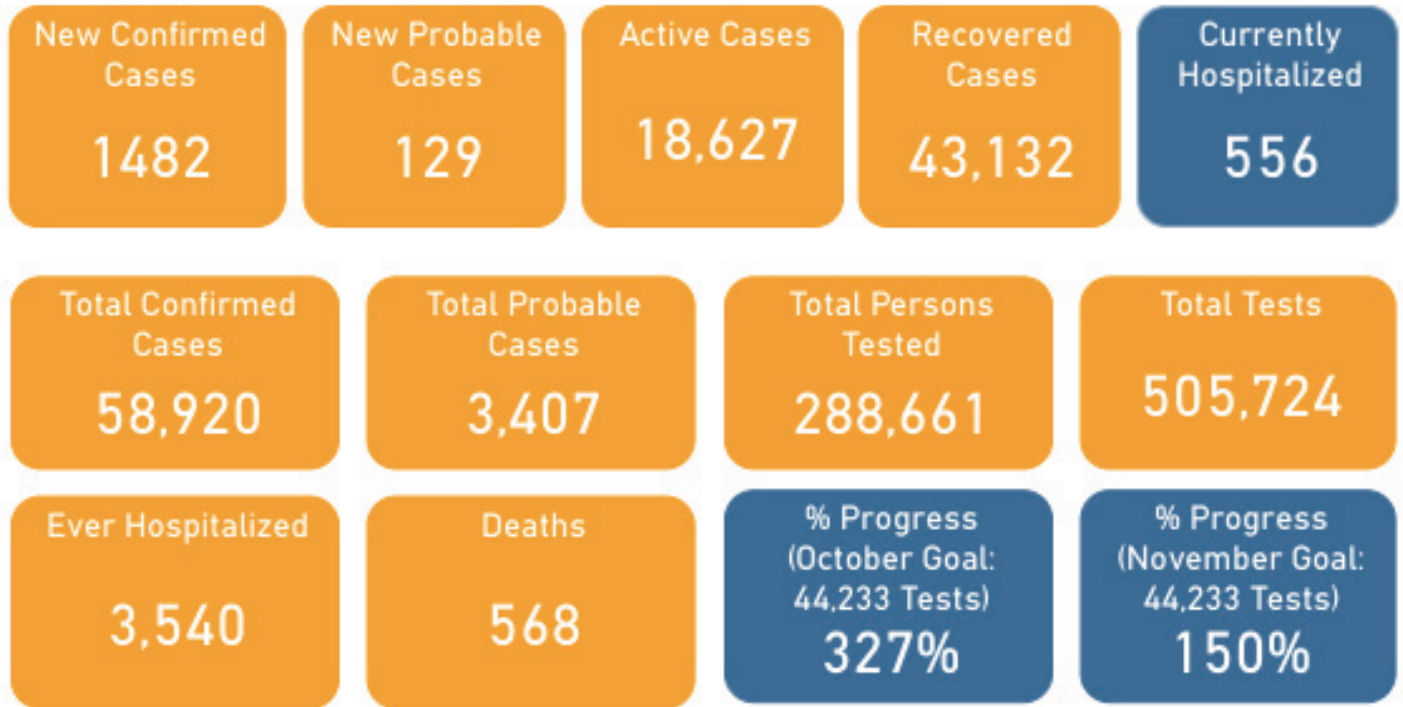 New Confirmed
Cases
1482
New Probable
Cases
129
Active Cases
18,627
Recovered
Cases
43,132
Currently
Hospitalized
556
Total Confirmed
Cases
58,920
Total Probable
Cases
3,407
Total Persons
Tested
288,661
Total Tests
505,724
Ever Hospitalized
3,540
Deaths
568
% Progress
(October Goal:
44,233 Tests)
327%
% Progress
(November Goal:
44,233 Tests)
150%